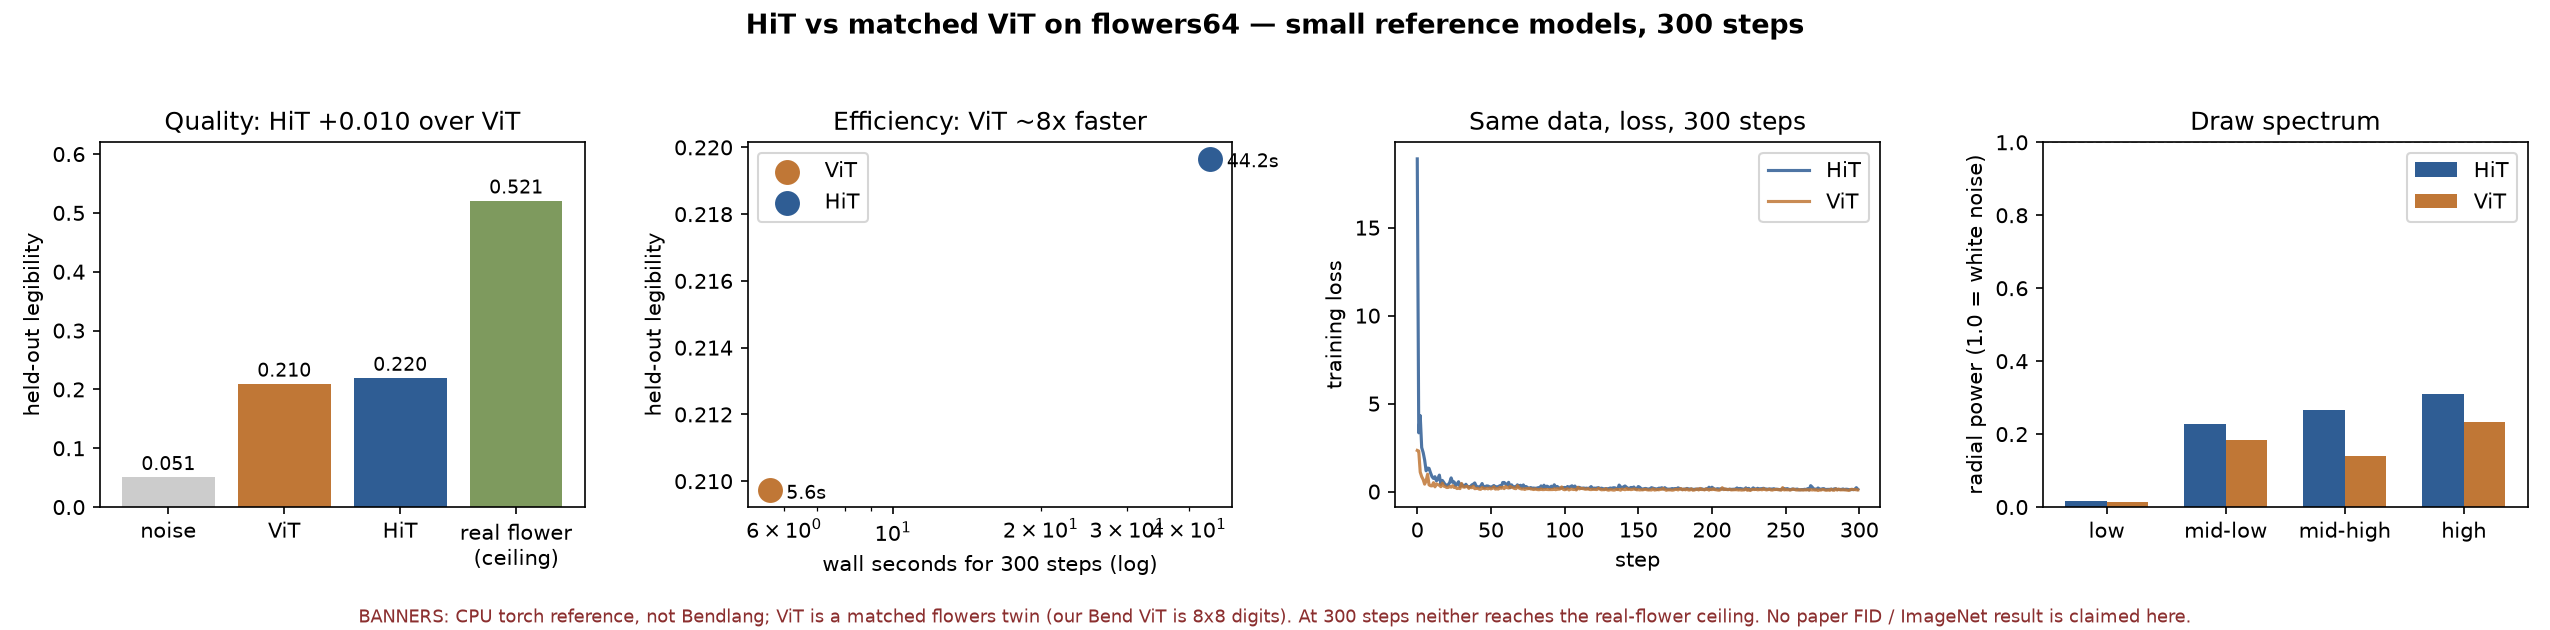 HiT vs matched ViT on flowers64 — small reference models, 300 steps
Quality: HiT +0.010 over ViT
held-out legibility
0.6
0.5
0.4
0.3
0.2
0.1
0.0
0.051
0.210
0.220
0.521
noise
ViT
HiT
real flower
(ceiling)
Efficiency: ViT ~8x faster
held-out legibility
0.220
0.218
0.216
0.214
0.212
0.210
ViT
HiT
44.2s
5.6s
6 × 10⁰
10¹
2 × 10¹
3 × 10¹
4 × 10¹
wall seconds for 300 steps (log)
Same data, loss, 300 steps
training loss
15
10
5
0
HiT
ViT
0
50
100
150
200
250
300
step
Draw spectrum
radial power (1.0 = white noise)
1.0
0.8
0.6
0.4
0.2
0.0
HiT
ViT
low
mid-low
mid-high
high
BANNERS: CPU torch reference, not Bendlang; ViT is a matched flowers twin (our Bend ViT is 8x8 digits). At 300 steps neither reaches the real-flower ceiling. No paper FID / ImageNet result is claimed here.